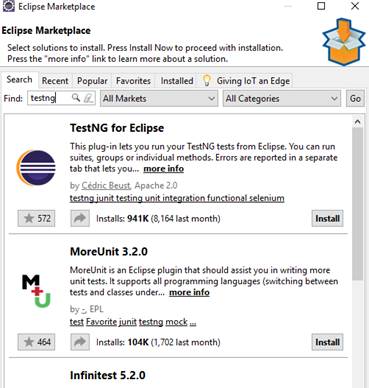 Eclipse Marketplace
Eclipse Marketplace
Select solutions to install. Press Install Now to proceed with installation.
Press the "more info" link to learn more about a solution.
Search Recent Popular Favorites Installed Giving IoT an Edge
Find: testng All Markets All Categories Go
TestNG for Eclipse
This plug-in lets you run your TestNG tests from Eclipse. You can run
suites, groups or individual methods. Errors are reported in a separate
tab that lets you... more info
by Cédric Beust, Apache 2.0
testng junit testing unit integration functional selenium
572 Installs: 941K (8,164 last month) Install
MoreUnit 3.2.0
MoreUnit is an Eclipse plugin that should assist you in writing more
unit tests. It supports all programming languages (switching between
tests and classes under... more info
M+U
by -, EPL
test Favorite junit testng mock ...
464 Installs: 104K (1,702 last month) Install
Infinitest 5.2.0